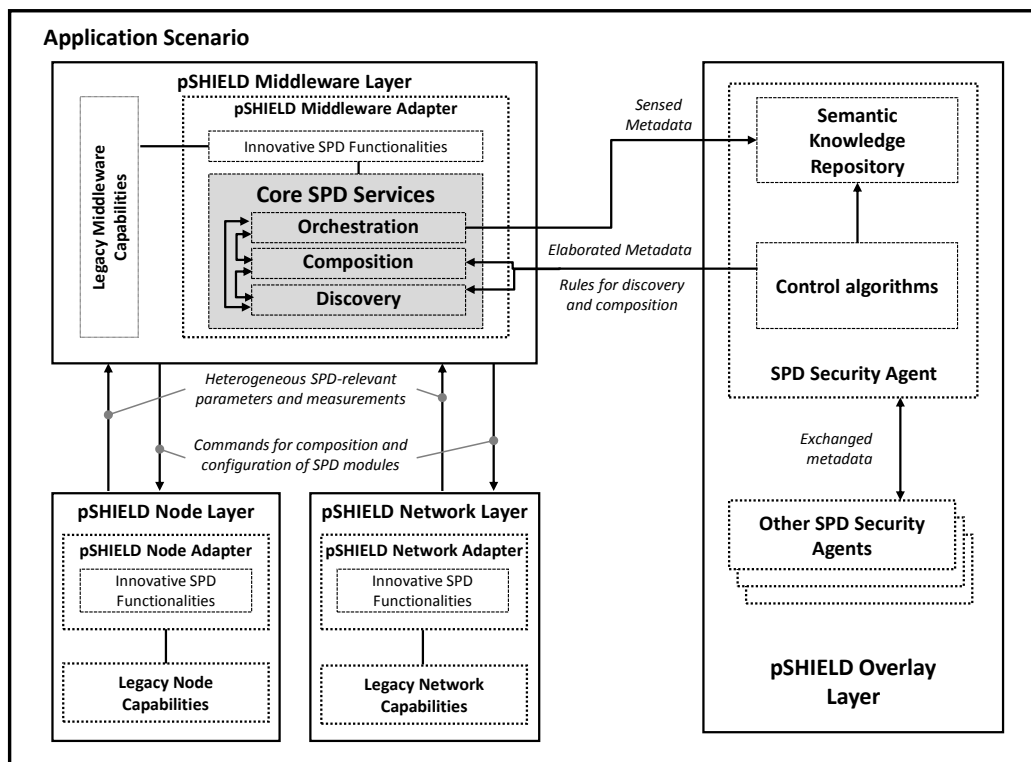 Application Scenario
pSHIELD Middleware Layer
pSHIELD Middleware Adapter
Legacy Middleware
Capabilities
Innovative SPD Functionalities
Core SPD Services
Orchestration
Composition
Discovery
Sensed
Metadata
Elaborated Metadata
Rules for discovery
and composition
Semantic
Knowledge
Repository
Control algorithms
SPD Security Agent
Exchanged
metadata
Other SPD Security
Agents
pSHIELD Overlay
Layer
Heterogeneous SPD-relevant
parameters and measurements
Commands for composition and
configuration of SPD modules
pSHIELD Node Layer
pSHIELD Node Adapter
Innovative SPD
Functionalities
Legacy Node
Capabilities
pSHIELD Network Layer
pSHIELD Network Adapter
Innovative SPD
Functionalities
Legacy Network
Capabilities